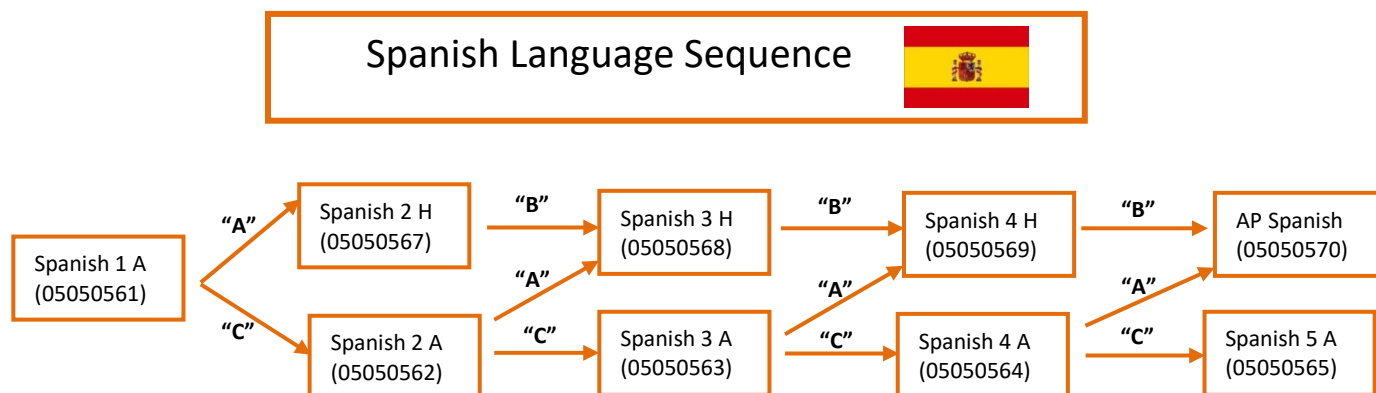 Spanish Language Sequence
“A”
Spanish 2 H
(05050567)
“B”
Spanish 3 H
(05050568)
“B”
Spanish 4 H
(05050569)
“B”
AP Spanish
(05050570)
Spanish 1 A
(05050561)
“A”
“A”
“A”
“C”
Spanish 2 A
(05050562)
“C”
Spanish 3 A
(05050563)
“C”
Spanish 4 A
(05050564)
“C”
Spanish 5 A
(05050565)